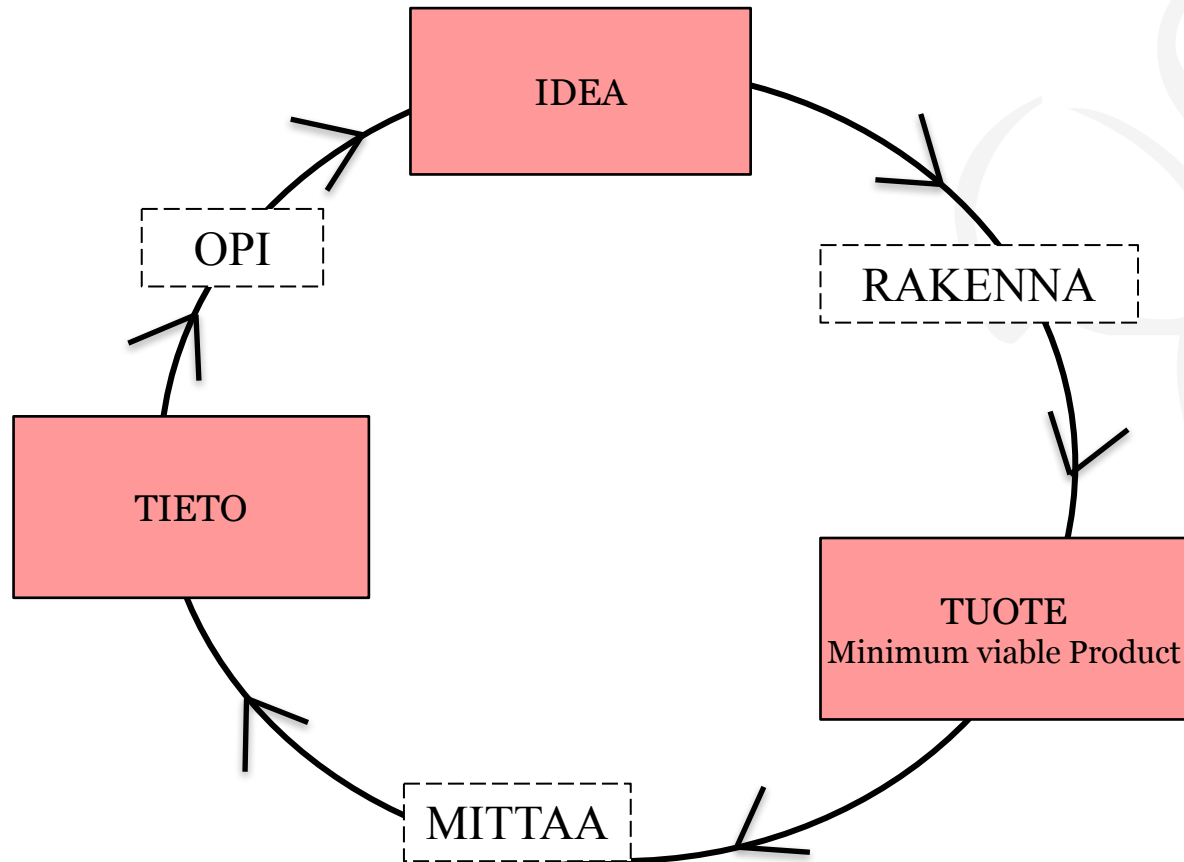 IDEA
RAKENNA
TUOTE
Minimum viable Product
MITTAA
TIETO
OPI